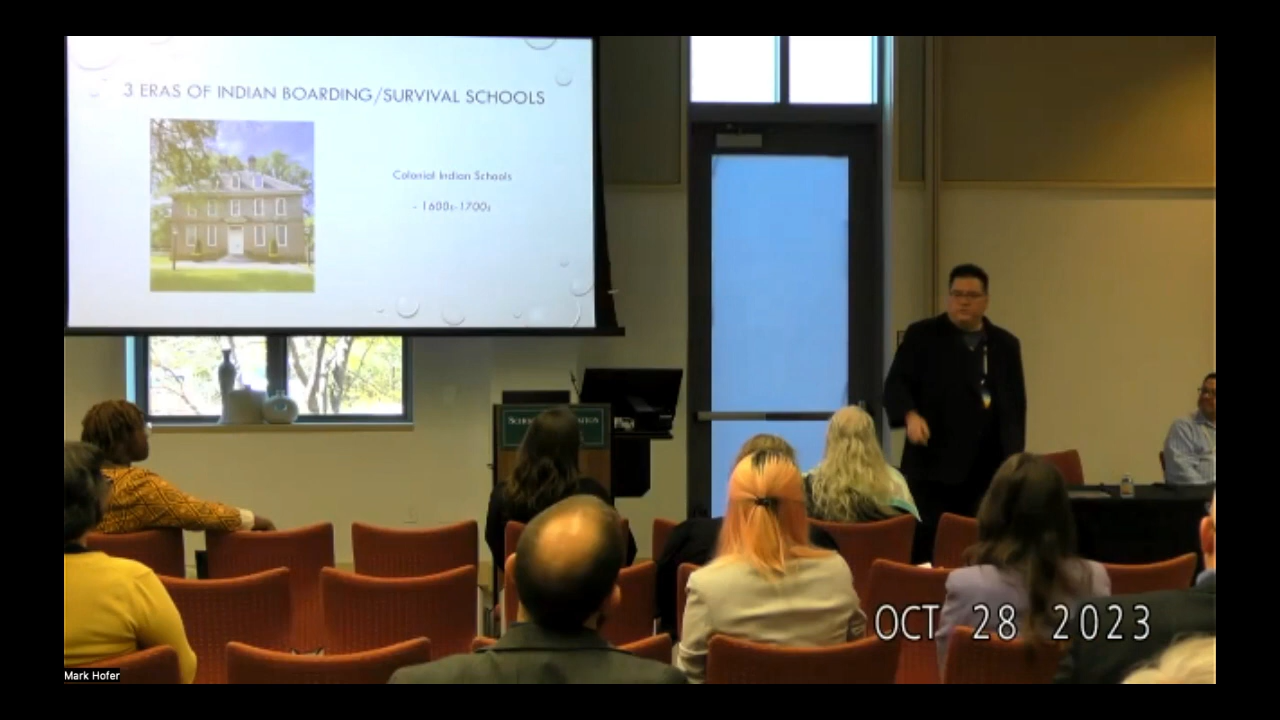 3 ERAS OF INDIAN BOARDING/SURVIVAL SCHOOLS
Colonial Indian Schools
- 1600s-1700s
OCT 28 2023
Mark Hofer